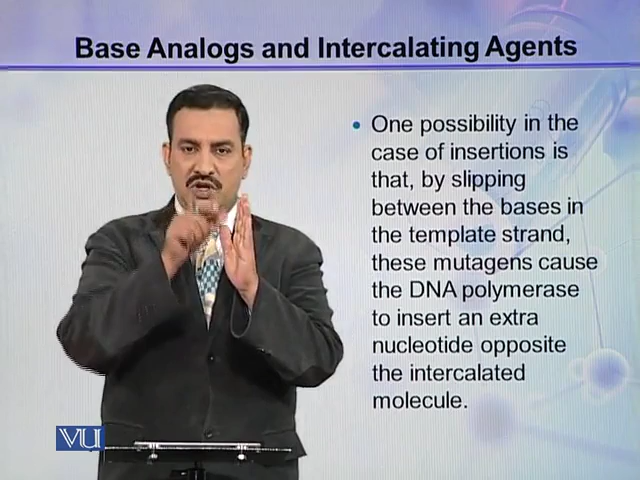 Base Analogs and Intercalating Agents
• One possibility in the
case of insertions is
that, by slipping
between the bases in
the template strand,
these mutagens cause
the DNA polymerase
to insert an extra
nucleotide opposite
the intercalated
molecule.
VU